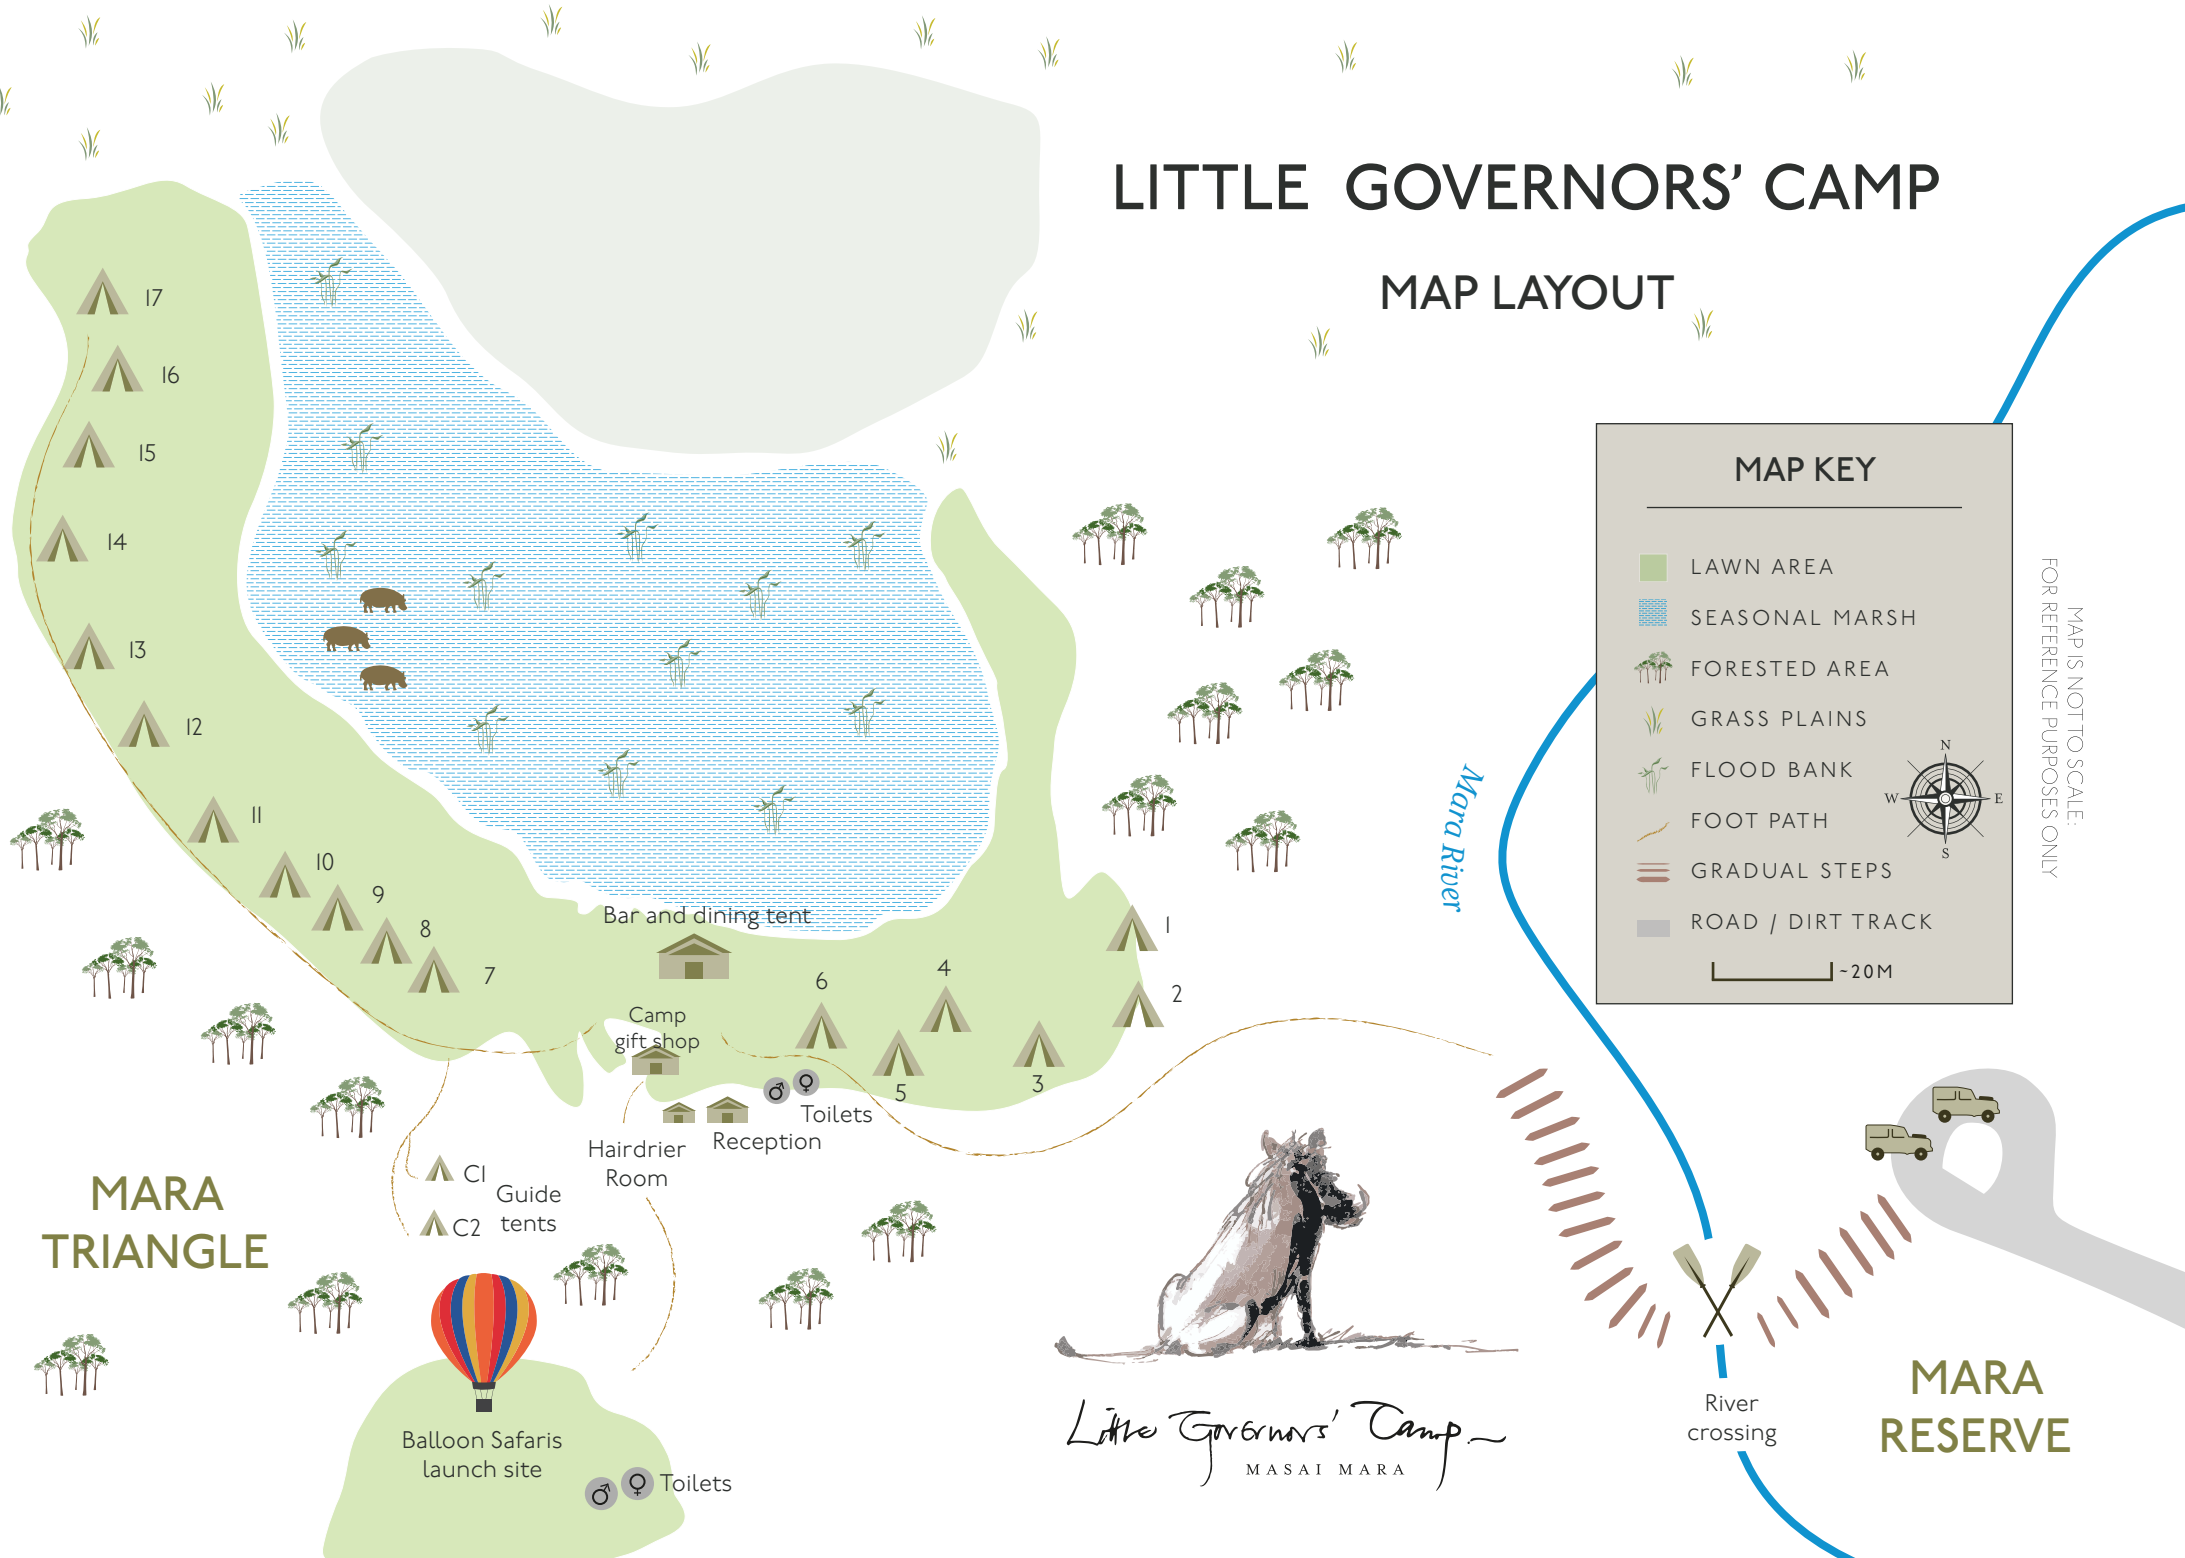 LITTLE GOVERNORS' CAMP
MAP LAYOUT
17
16
15
14
13
12
11
10
9
8
7
Bar and dining tent
6
4
5
3
1
2
Camp
gift shop
Toilets
Reception
Hairdrier
Room
C1
C2
Guide
tents
MARA
TRIANGLE
Balloon Safaris
launch site
Toilets
Little Governors' Camp
MASAI MARA
Mara River
MAP KEY
LAWN AREA
SEASONAL MARSH
FORESTED AREA
GRASS PLAINS
FLOOD BANK
FOOT PATH
GRADUAL STEPS
ROAD / DIRT TRACK
~20M
N
W
E
S
MAP IS NOT TO SCALE:
FOR REFERENCE PURPOSES ONLY
River
crossing
MARA
RESERVE